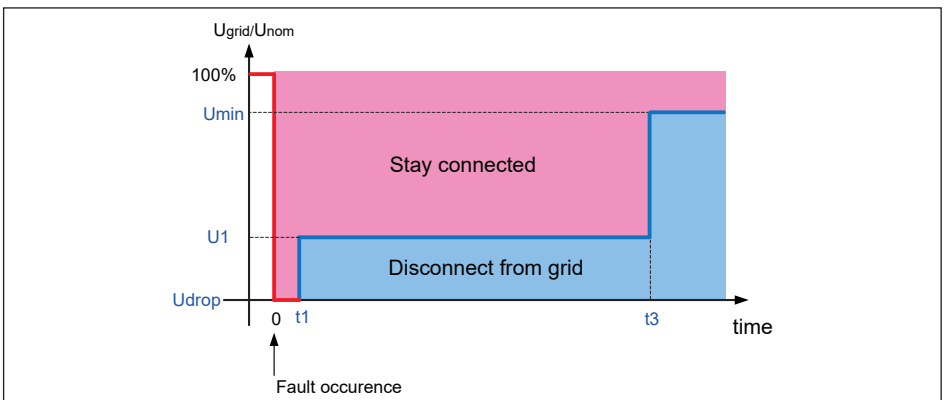 Ugrid/Unom
100%
Umin
Stay connected
U1
Disconnect from grid
Udrop
0
t1
t3
time
Fault occurence